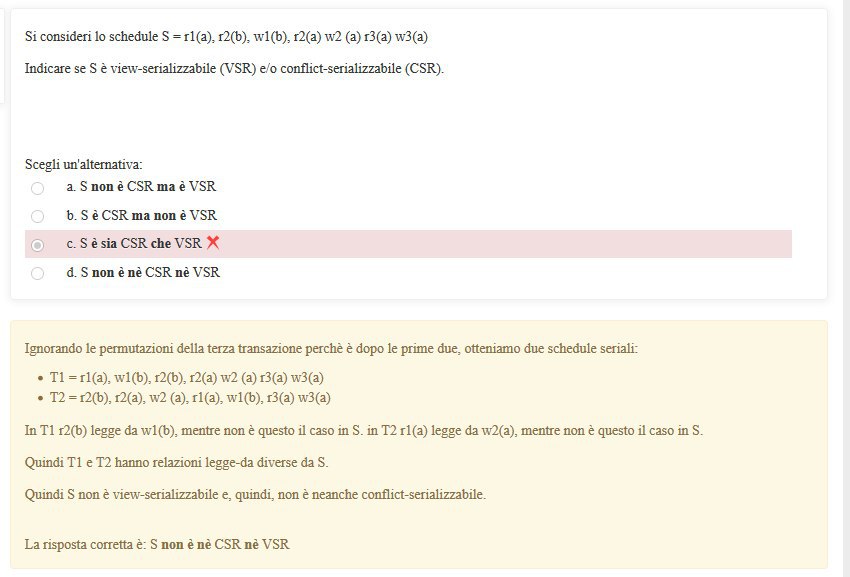 Si consideri lo schedule S = r1(a), r2(b), w1(b), r2(a) w2 (a) r3(a) w3(a)
Indicare se S è view-serializzabile (VSR) e/o conflict-serializzabile (CSR).
Scegli un'alternativa:
a. S non è CSR ma è VSR
b. S è CSR ma non è VSR
c. S è sia CSR che VSR
d. S non è nè CSR nè VSR
Ignorando le permutazioni della terza transazione perchè è dopo le prime due, otteniamo due schedule seriali:
• T1 = r1(a), w1(b), r2(b), r2(a) w2 (a) r3(a) w3(a)
• T2 = r2(b), r2(a), w2 (a), r1(a), w1(b), r3(a) w3(a)
In T1 r2(b) legge da w1(b), mentre non è questo il caso in S. in T2 r1(a) legge da w2(a), mentre non è questo il caso in S.
Quindi T1 e T2 hanno relazioni legge-da diverse da S.
Quindi S non è view-serializzabile e, quindi, non è neanche conflict-serializzabile.
La risposta corretta è: S non è nè CSR nè VSR